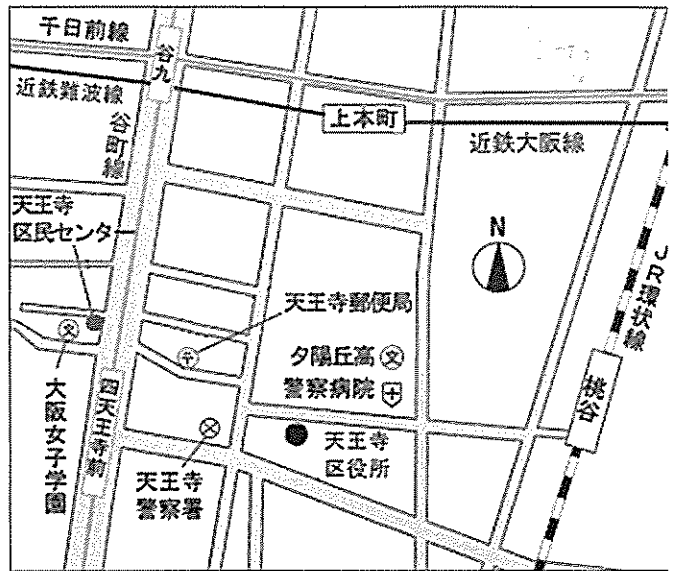 千日前線
谷九
近鉄難波線
谷町線
上本町
近鉄大阪線
天王寺
区民センタ
N
JR環状線
天王寺郵便局
夕陽丘高
文
警察病院
桃谷
文
大阪女子学園
四天王寺前
天王寺
警察署
天王寺
区役所